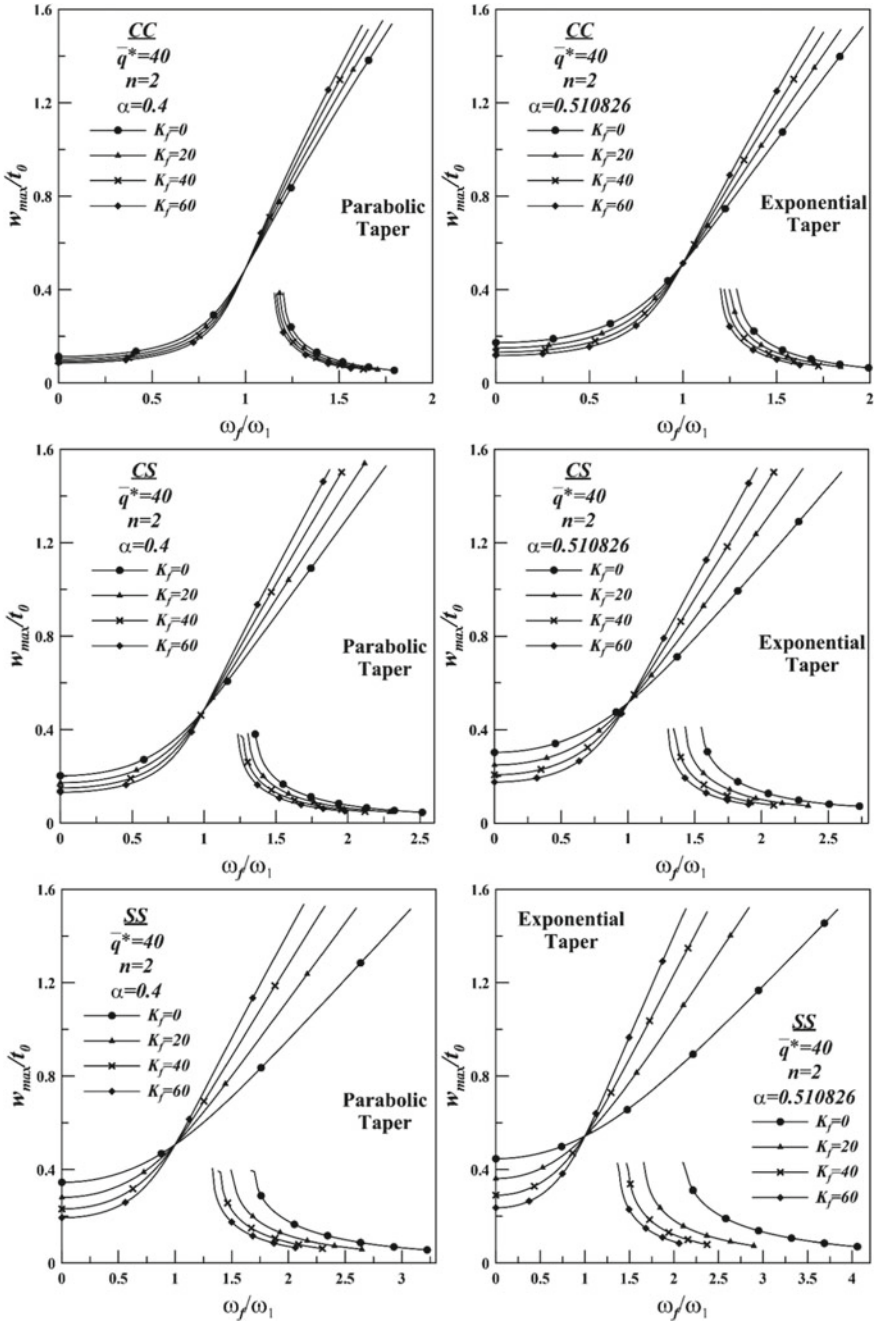 CC
q̅*=40
n=2
α=0.4
K_f=0
K_f=20
K_f=40
K_f=60
Parabolic
Taper
w_max/t_0
1.6
1.2
0.8
0.4
0
0 0.5 1 1.5 2
ω_f/ω_1
CC
q̅*=40
n=2
α=0.510826
K_f=0
K_f=20
K_f=40
K_f=60
Exponential
Taper
w_max/t_0
1.6
1.2
0.8
0.4
0
0 0.5 1 1.5 2
ω_f/ω_1
CS
q̅*=40
n=2
α=0.4
K_f=0
K_f=20
K_f=40
K_f=60
Parabolic
Taper
w_max/t_0
1.6
1.2
0.8
0.4
0
0 0.5 1 1.5 2 2.5
ω_f/ω_1
CS
q̅*=40
n=2
α=0.510826
K_f=0
K_f=20
K_f=40
K_f=60
Exponential
Taper
w_max/t_0
1.6
1.2
0.8
0.4
0
0 0.5 1 1.5 2 2.5
ω_f/ω_1
SS
q̅*=40
n=2
α=0.4
K_f=0
K_f=20
K_f=40
K_f=60
Parabolic
Taper
w_max/t_0
1.6
1.2
0.8
0.4
0
0 0.5 1 1.5 2 2.5 3
ω_f/ω_1
Exponential
Taper
SS
q̅*=40
n=2
α=0.510826
K_f=0
K_f=20
K_f=40
K_f=60
w_max/t_0
1.6
1.2
0.8
0.4
0
0 0.5 1 1.5 2 2.5 3 3.5 4
ω_f/ω_1